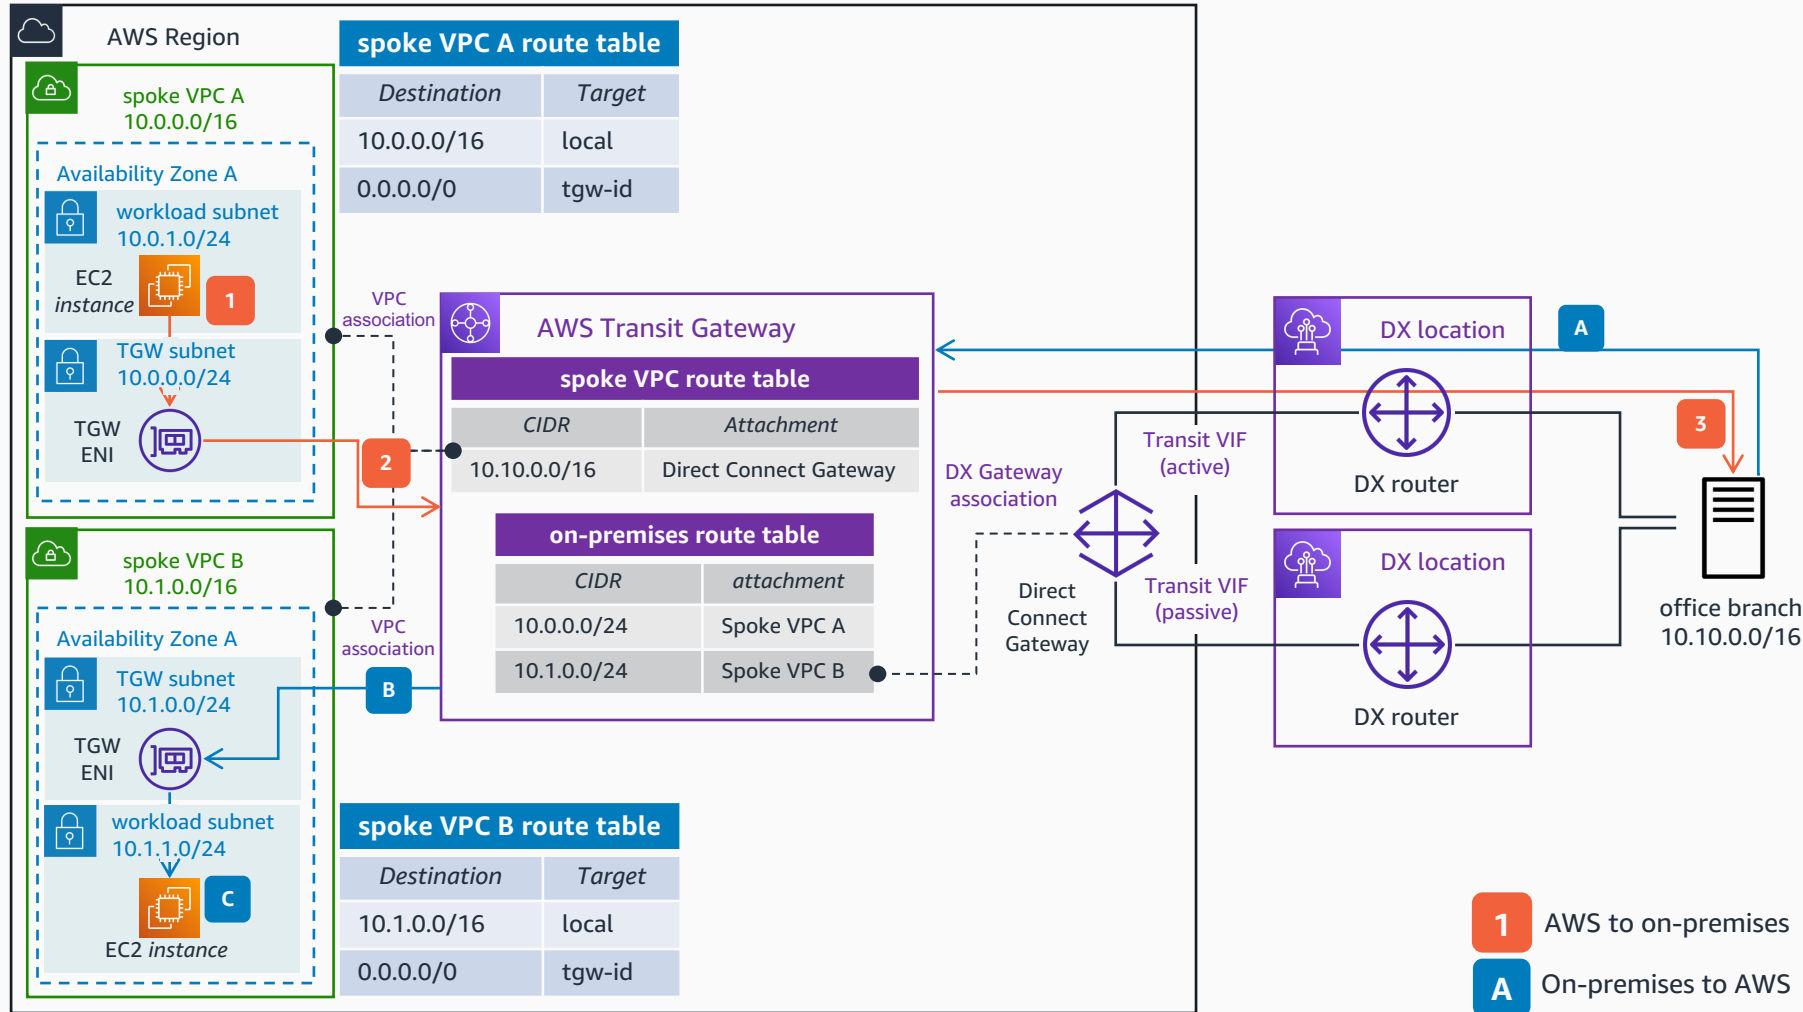 AWS Region
spoke VPC A
10.0.0.0/16
Availability Zone A
workload subnet
10.0.1.0/24
EC2
instance
1
TGW subnet
10.0.0.0/24
TGW
ENI
spoke VPC A route table
Destination Target
10.0.0.0/16 local
0.0.0.0/0 tgw-id
VPC
association
2
AWS Transit Gateway
spoke VPC route table
CIDR Attachment
10.10.0.0/16 Direct Connect Gateway
on-premises route table
CIDR attachment
10.0.0.0/24 Spoke VPC A
10.1.0.0/24 Spoke VPC B
VPC
association
B
spoke VPC B
10.1.0.0/16
Availability Zone A
TGW subnet
10.1.0.0/24
TGW
ENI
workload subnet
10.1.1.0/24
C
EC2 instance
spoke VPC B route table
Destination Target
10.1.0.0/16 local
0.0.0.0/0 tgw-id
DX Gateway
association
Direct
Connect
Gateway
Transit VIF
(active)
Transit VIF
(passive)
DX location
DX router
DX location
DX router
A
3
office branch
10.10.0.0/16
1 AWS to on-premises
A On-premises to AWS